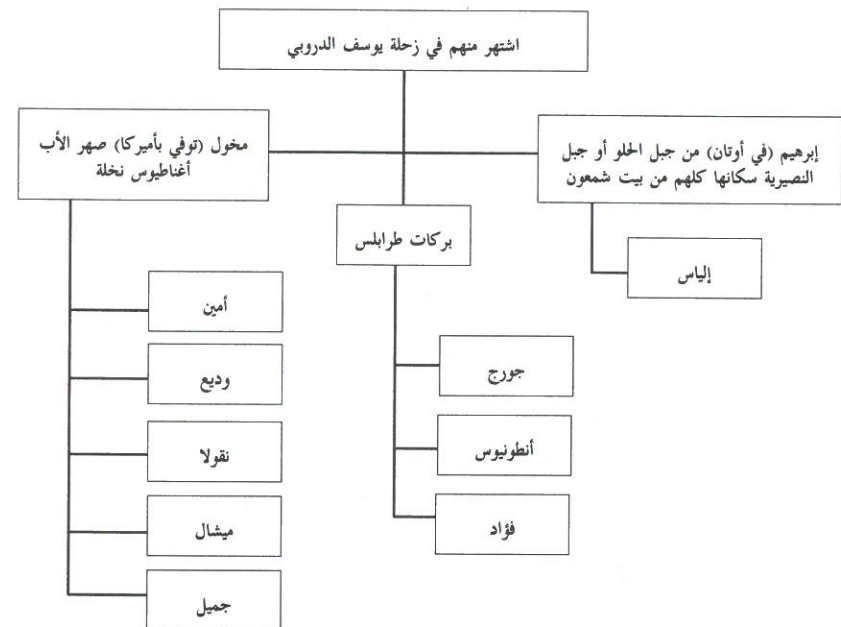 اشتهر منهم في زحلة يوسف الدروبي
إبرهيم (في أوتان) من جبل الحلو أو جبل
النصيرية سكانها كلهم من بيت شمعون
إلياس
بركات طرابلس
جورج
أنطونيوس
فؤاد
مخول (توفي بأميركا) صهر الأب
أغناطيوس نخلة
أمين
وديع
نقولا
ميشال
جميل